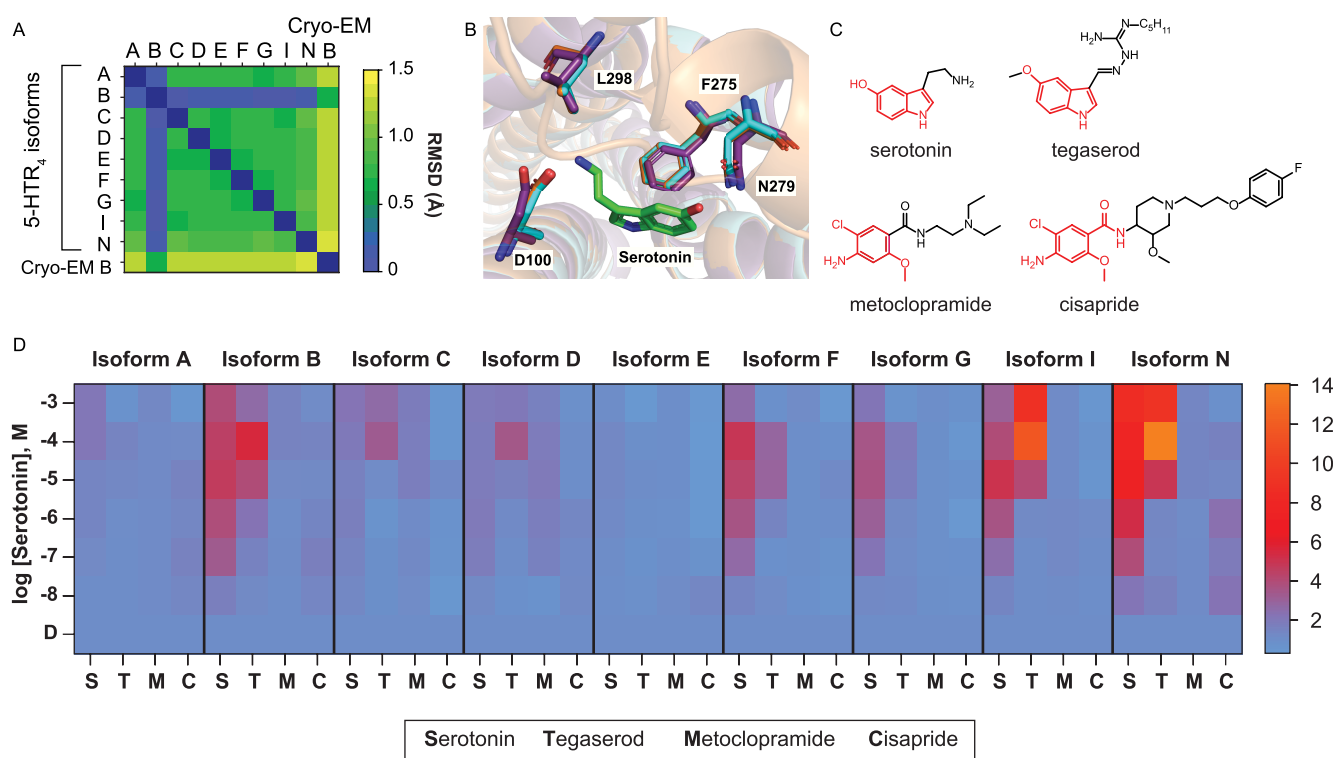 A
Cryo-EM
A B C D E F G I N B
5-HTR4 isoforms
A
B
C
D
E
F
G
I
N
Cryo-EM B
1.5
1.0
0.5
0
RMSD (Å)
B
L298
F275
N279
D100
Serotonin
C
HO
NH2
N
H
serotonin
N
C5H11
H2N
NH
N
O
N
H
tegaserod
Cl
O
N
H
N
H2N
O
metoclopramide
F
N
O
Cl
O
N
H
O
H2N
O
cisapride
D
Isoform A Isoform B Isoform C Isoform D Isoform E Isoform F Isoform G Isoform I Isoform N
log [Serotonin], M
-3
-4
-5
-6
-7
-8
D
14
12
10
8
6
4
2
S T M C S T M C S T M C S T M C S T M C S T M C S T M C S T M C S T M C
Serotonin Tegaserod Metoclopramide Cisapride